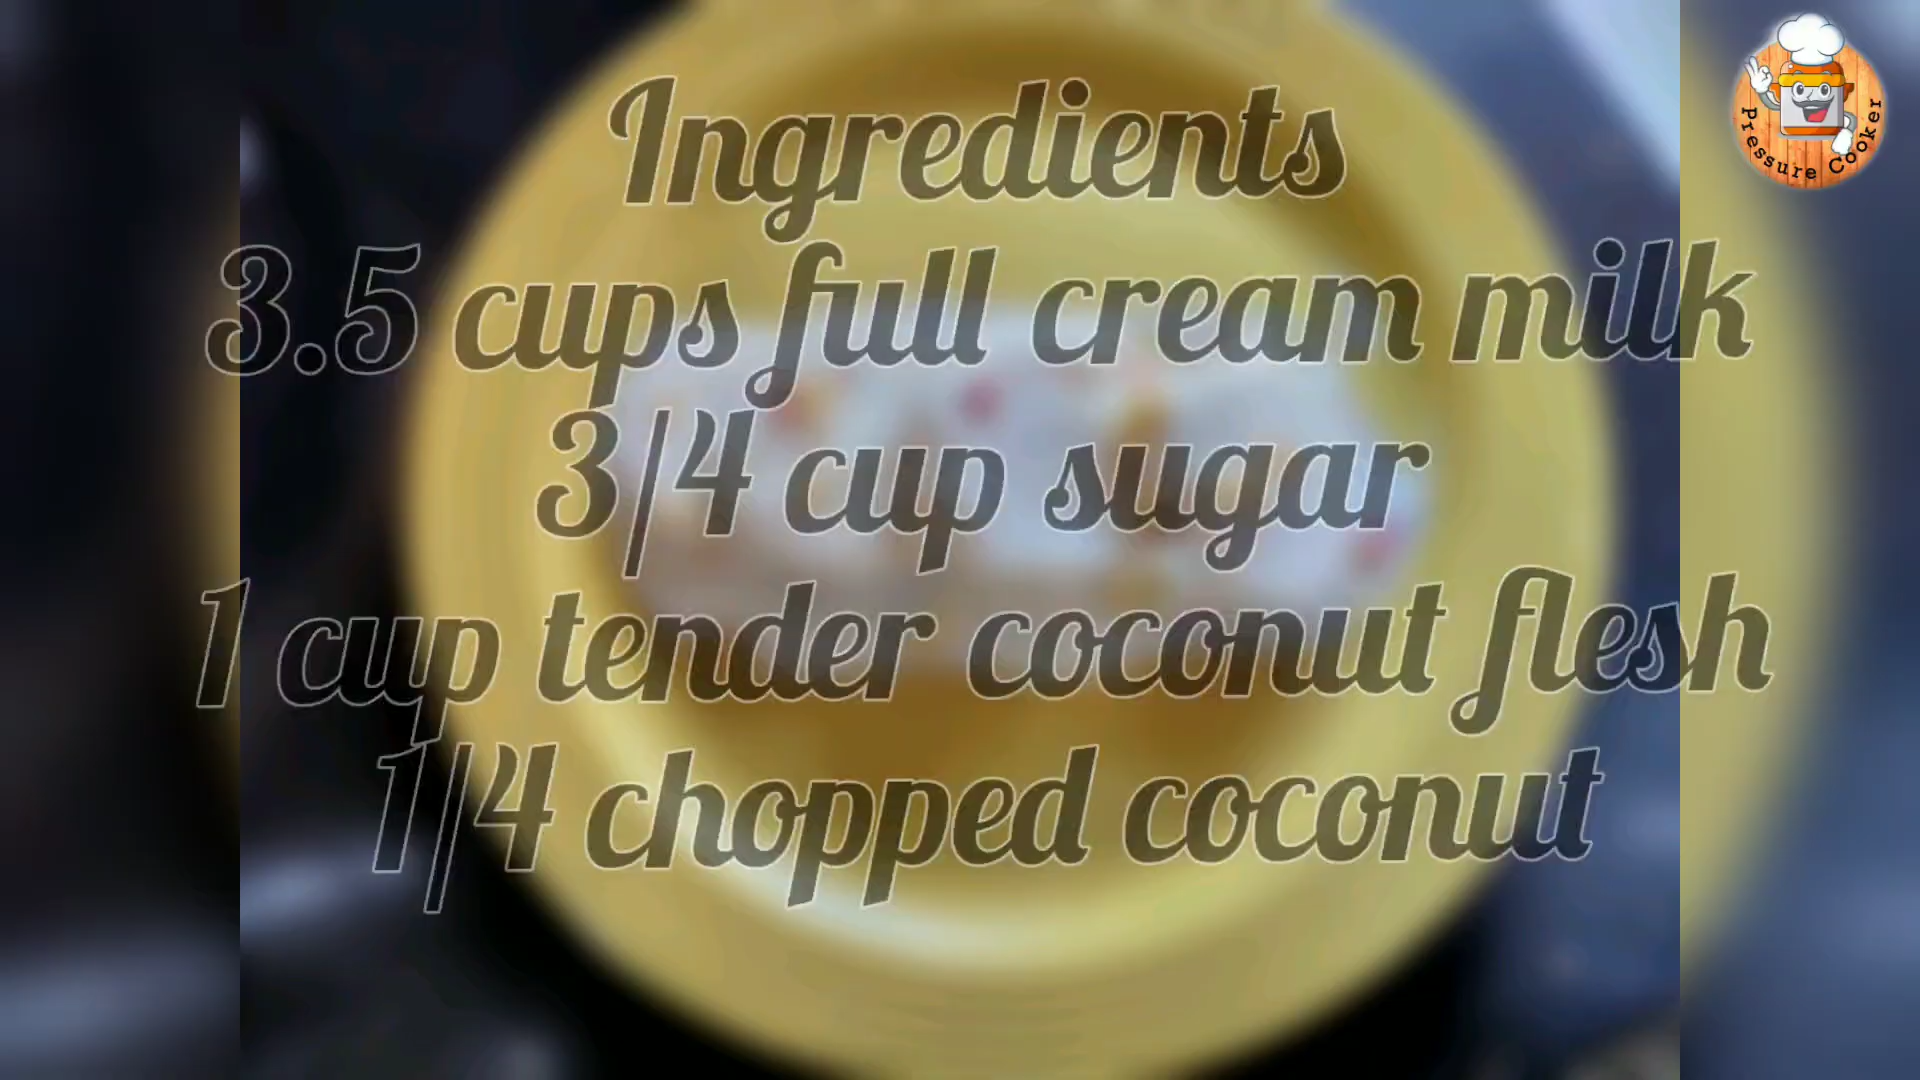 Ingredients
3.5 cups full cream milk
3/4 cup sugar
1 cup tender coconut flesh
1/4 chopped coconut
Pressure Cooker